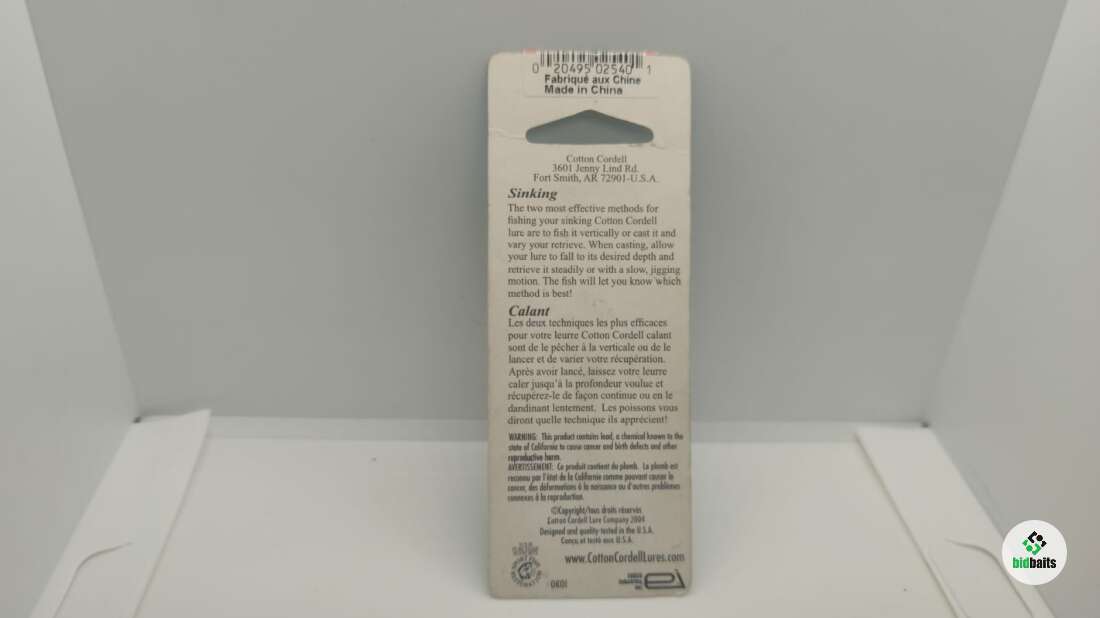 0 20495 02540 1
Fabriqué aux Chine
Made in China
Cotton Cordell
3601 Jenny Lind Rd.
Fort Smith, AR 72901-U.S.A.
Sinking
The two most effective methods for
fishing your sinking Cotton Cordell
lure are to fish it vertically or cast it and
vary your retrieve. When casting, allow
your lure to fall to its desired depth and
retrieve it steadily or with a slow, jigging
motion. The fish will let you know which
method is best!
Calant
Les deux techniques les plus efficaces
pour votre leurre Cotton Cordell calant
sont de le pêcher à la verticale ou de le
lancer et de varier votre récupération.
Après avoir lancé, laissez votre leurre
caler jusqu'à la profondeur voulue et
récupérez-le de façon continue ou en le
dandinant lentement. Les poissons vous
diront quelle technique ils apprécient!
WARNING: This product contains lead, a chemical known to the
state of California to cause cancer and birth defects and other
reproductive harm.
AVERTISSEMENT: Ce produit contient du plomb. Le plomb est
reconnu par l'état de la Californie comme pouvant causer le
cancer, des déformations à la naissance ou d'autres problèmes
connexes à la reproduction.
©Copyright/tous droits réservés
Cotton Cordell Lure Company 2004
Designed and quality tested in the U.S.A.
Conçu et testé aux U.S.A.
www.CottonCordellLures.com
0601
bidbaits